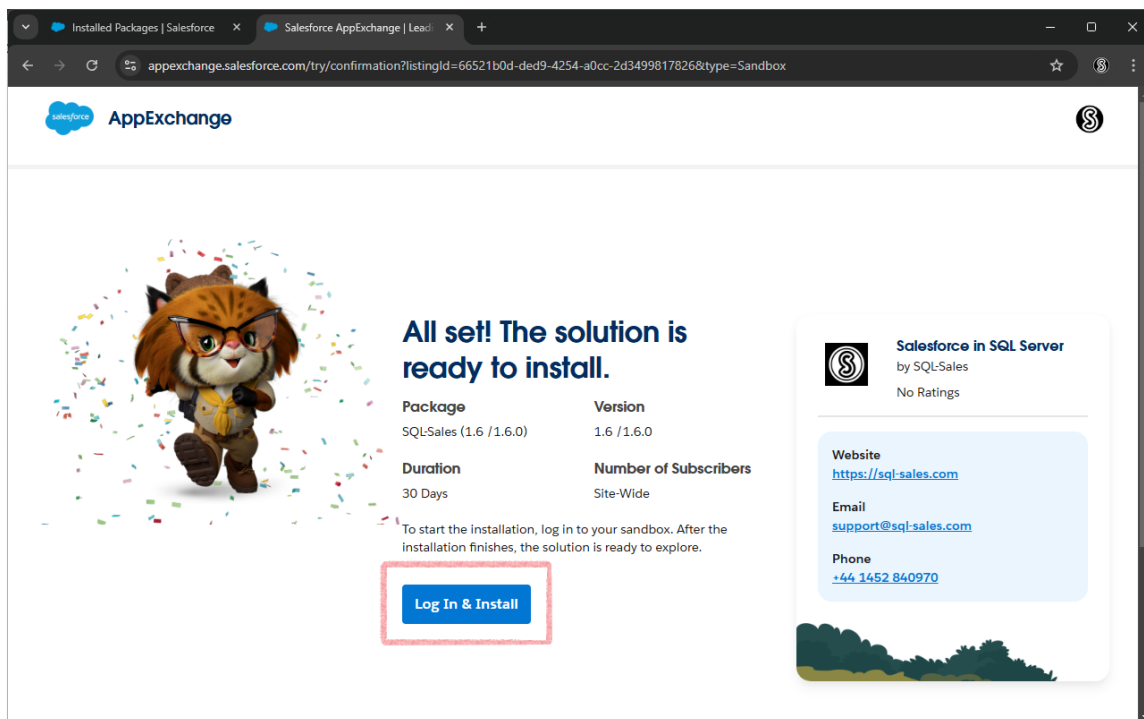 Installed Packages | Salesforce
Salesforce AppExchange | Leadi
appexchange.salesforce.com/try/confirmation?listingId=66521b0d-ded9-4254-a0cc-2d3499817826&type=Sandbox
salesforce
AppExchange
All set! The solution is
ready to install.
Package
Version
SQL-Sales (1.6 /1.6.0)
1.6 /1.6.0
Duration
Number of Subscribers
30 Days
Site-Wide
To start the installation, log in to your sandbox. After the
installation finishes, the solution is ready to explore.
Log In & Install
Salesforce in SQL Server
by SQL-Sales
No Ratings
Website
https://sql-sales.com
Email
support@sql-sales.com
Phone
+44 1452 840970